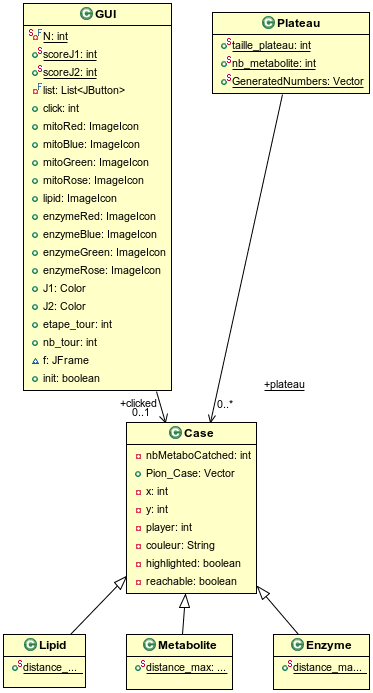 GUI
N: int
scoreJ1: int
scoreJ2: int
list: List<JButton>
click: int
mitoRed: ImageIcon
mitoBlue: ImageIcon
mitoGreen: ImageIcon
mitoRose: ImageIcon
lipid: ImageIcon
enzymeRed: ImageIcon
enzymeBlue: ImageIcon
enzymeGreen: ImageIcon
enzymeRose: ImageIcon
J1: Color
J2: Color
etape_tour: int
nb_tour: int
f: JFrame
init: boolean
Plateau
taille_plateau: int
nb_metabolite: int
GeneratedNumbers: Vector
+clicked
0..1
+plateau
0..*
Case
nbMetaboCatched: int
Pion_Case: Vector
x: int
y: int
player: int
couleur: String
highlighted: boolean
reachable: boolean
Lipid
distance_...
Metabolite
distance_max: ...
Enzyme
distance_ma...